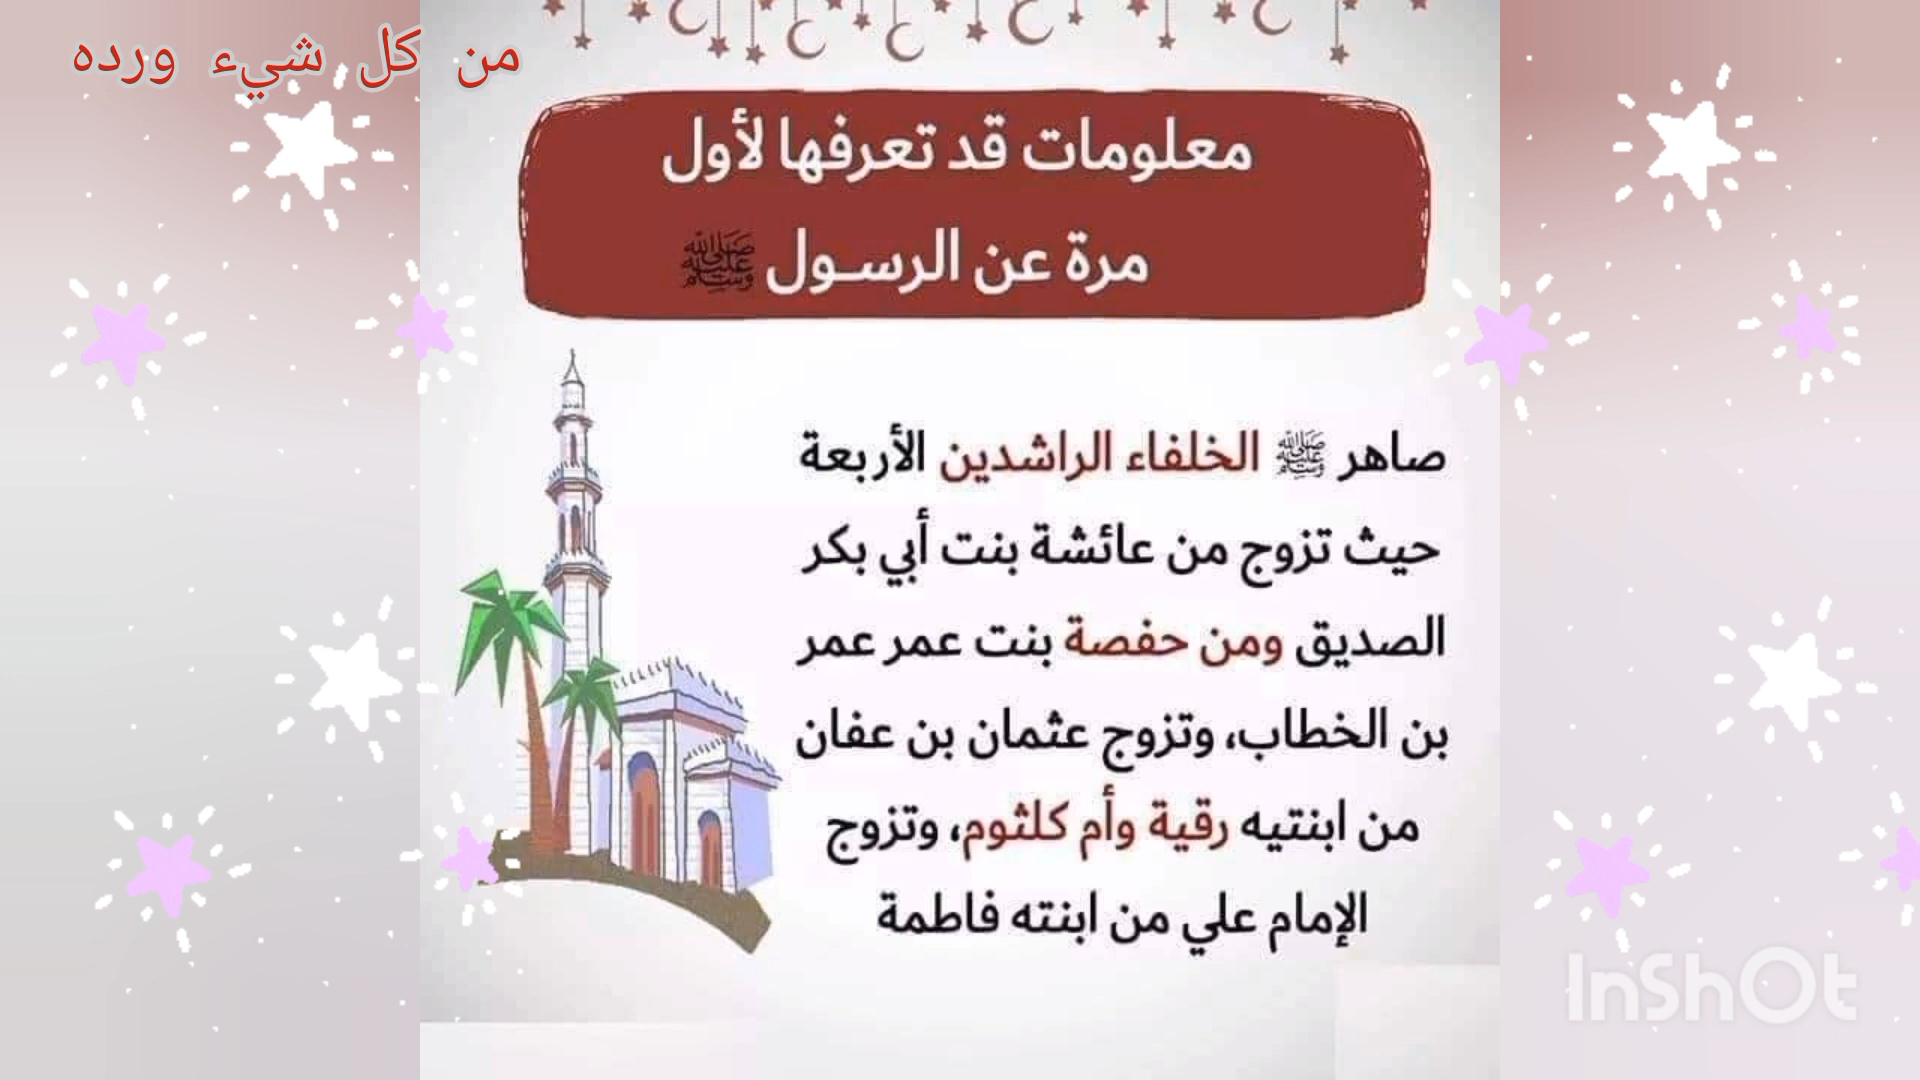 من كل شيء ورده
معلومات قد تعرفها لأول
مرة عن الرسـول ﷺ
صاهر ﷺ الخلفاء الراشدين الأربعة
حيث تزوج من عائشة بنت أبي بكر
الصديق ومن حفصة بنت عمر عمر
بن الخطاب، وتزوج عثمان بن عفان
من ابنتيه رقية وأم كلثوم، وتزوج
الإمام علي من ابنته فاطمة
InShOt